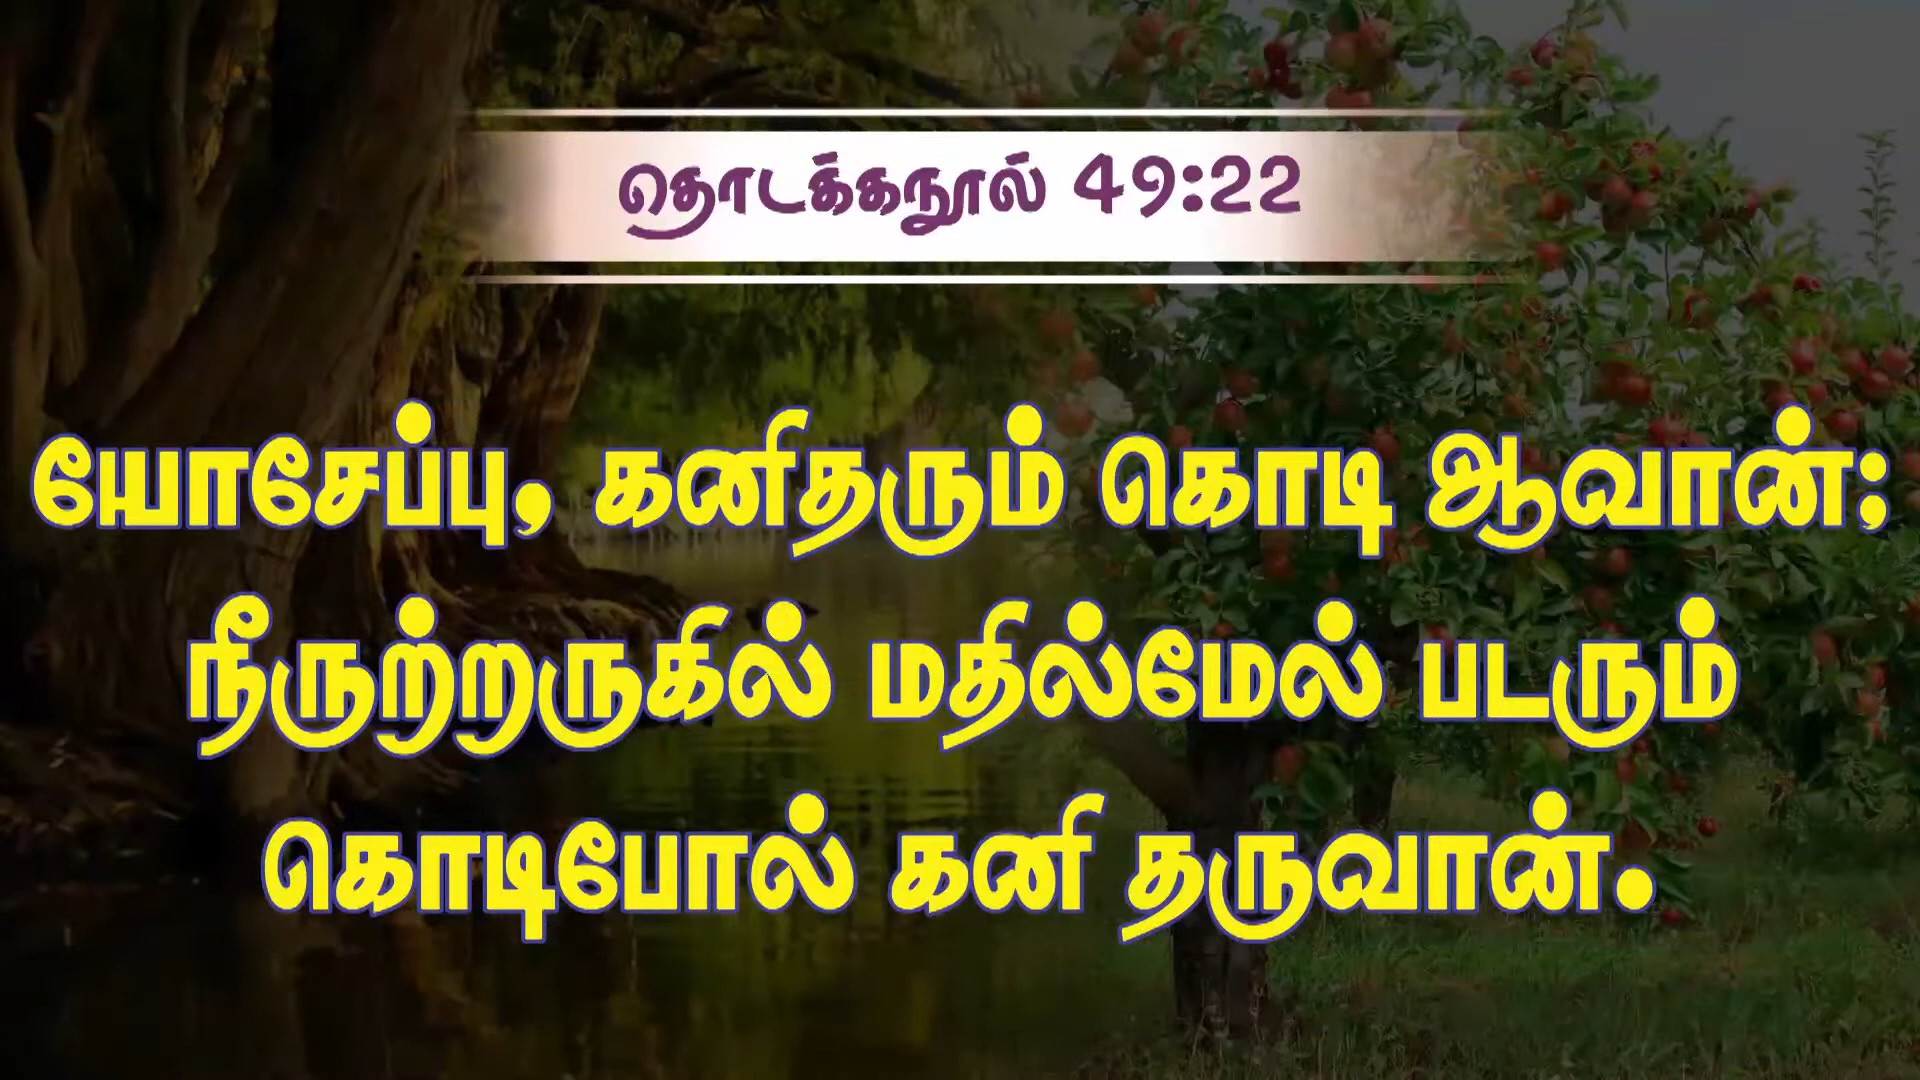 தொடக்கநூல் 49:22
யோசேப்பு, கனிதரும் கொடி ஆவான்;
நீருற்றருகில் மதில்மேல் படரும்
கொடிபோல் கனி தருவான்.